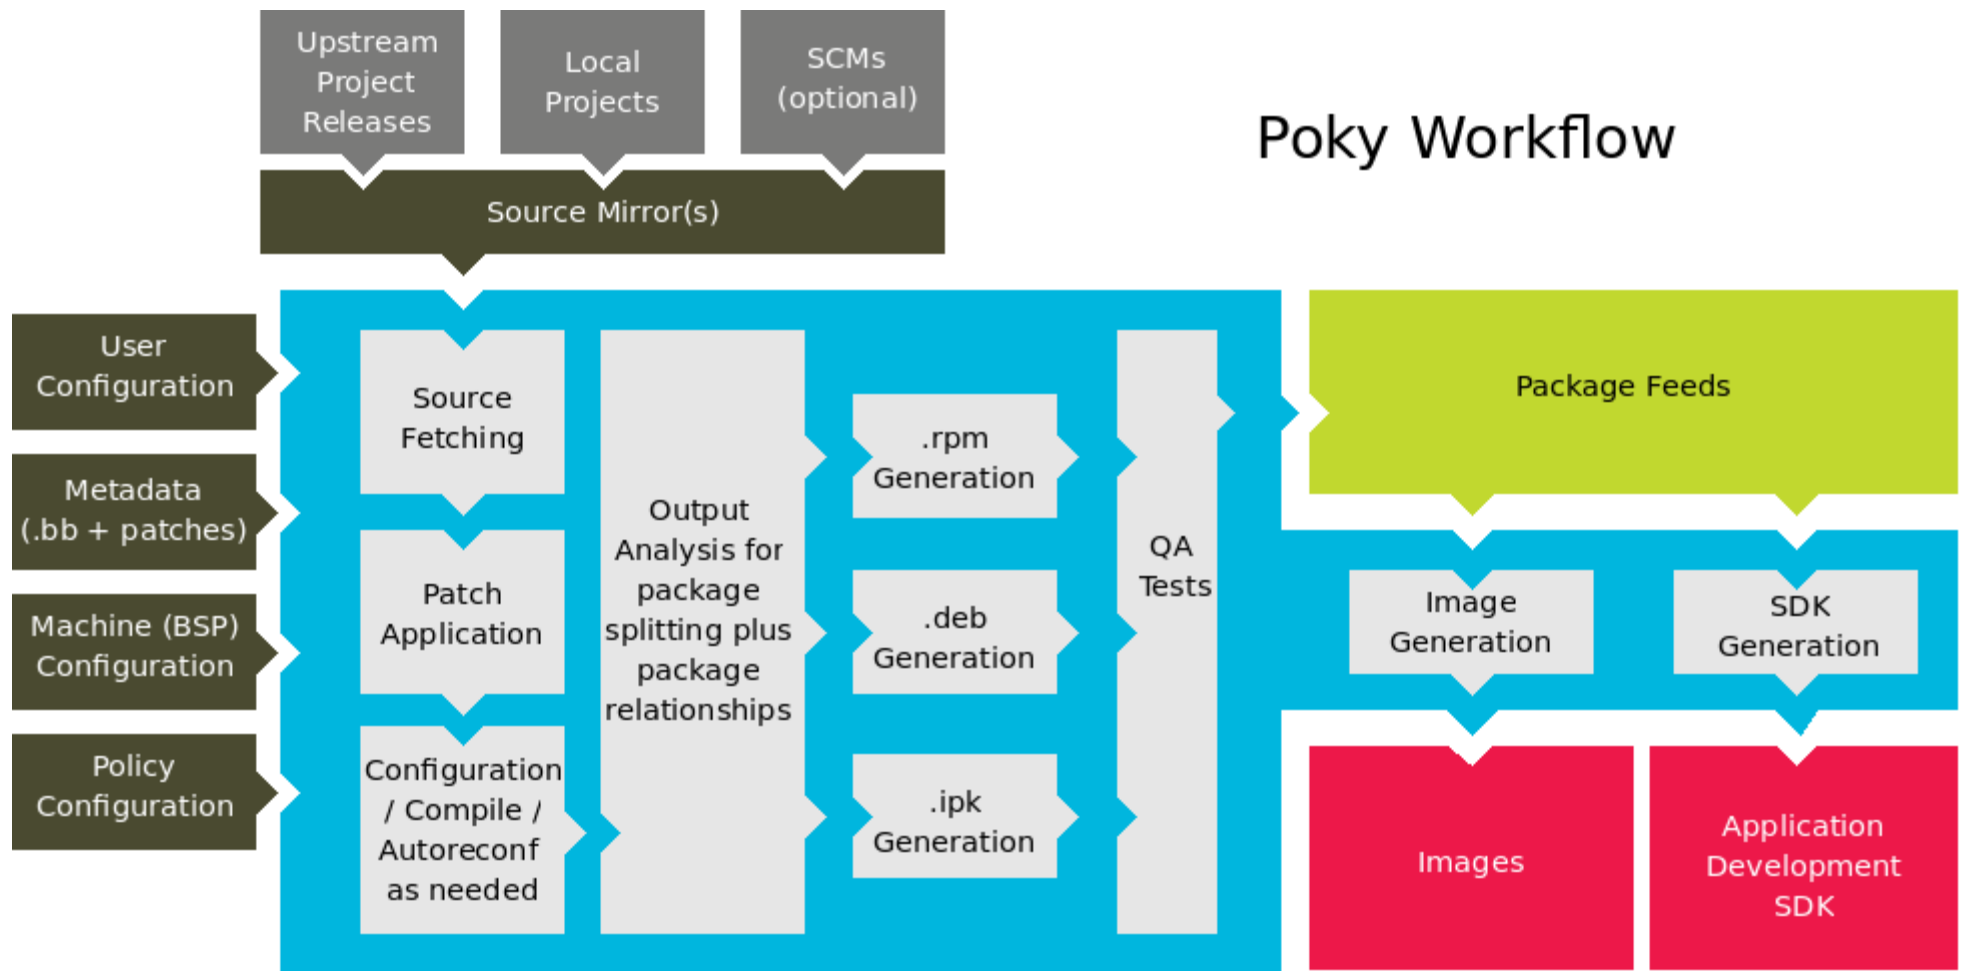 Upstream
Project
Releases
Local
Projects
SCMs
(optional)
Poky Workflow
Source Mirror(s)
User
Configuration
Metadata
(.bb + patches)
Machine (BSP)
Configuration
Policy
Configuration
Source
Fetching
Patch
Application
Configuration
/ Compile /
Autoreconf
as needed
Output
Analysis for
package
splitting plus
package
relationships
.rpm
Generation
.deb
Generation
.ipk
Generation
QA
Tests
Package Feeds
Image
Generation
SDK
Generation
Images
Application
Development
SDK